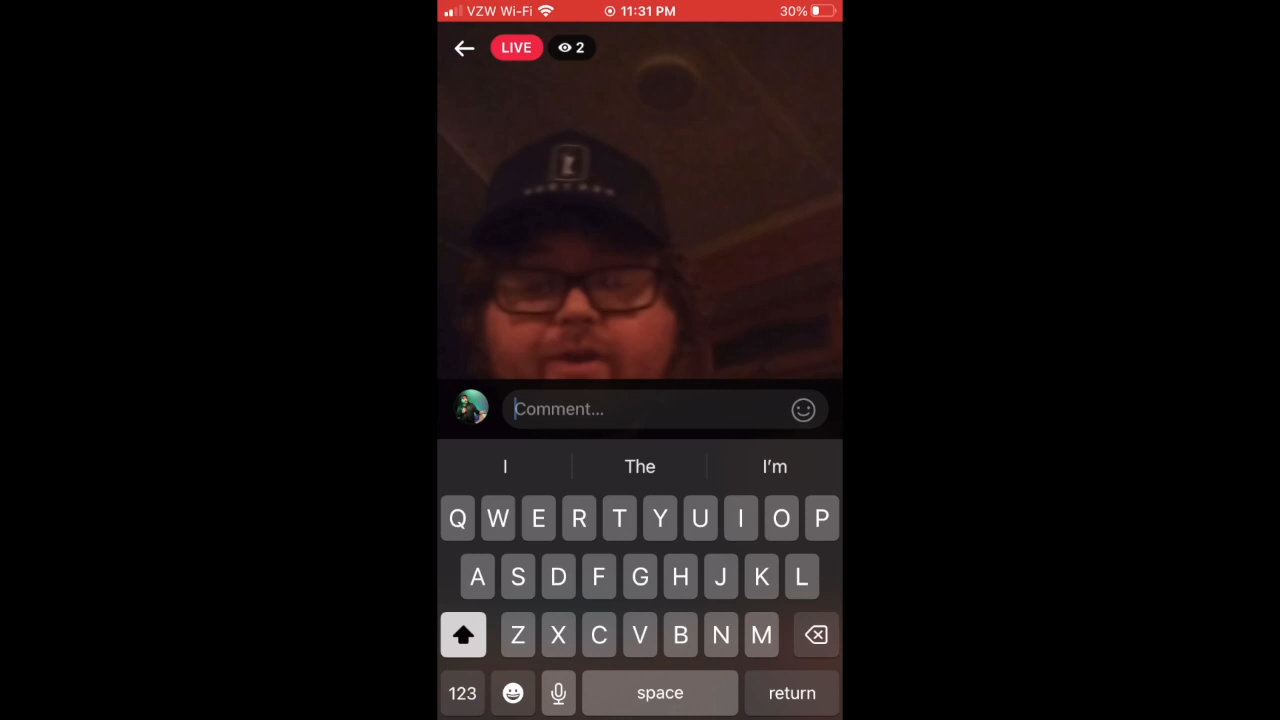 VZW Wi-Fi 11:31 PM 30%
LIVE 2
Comment...
I The I'm
Q W E R T Y U I O P
A S D F G H J K L
Z X C V B N M
123 space return